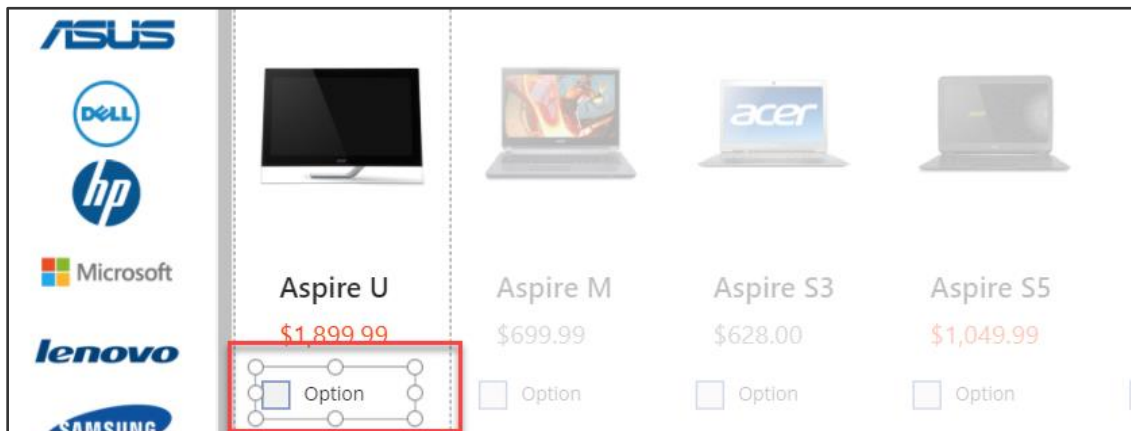 ASUS
DELL
hp
Microsoft
lenovo
SAMSUNG
acer
Aspire U
Aspire M
Aspire S3
Aspire S5
$1,899.99
$699.99
$628.00
$1,049.99
Option
Option
Option
Option